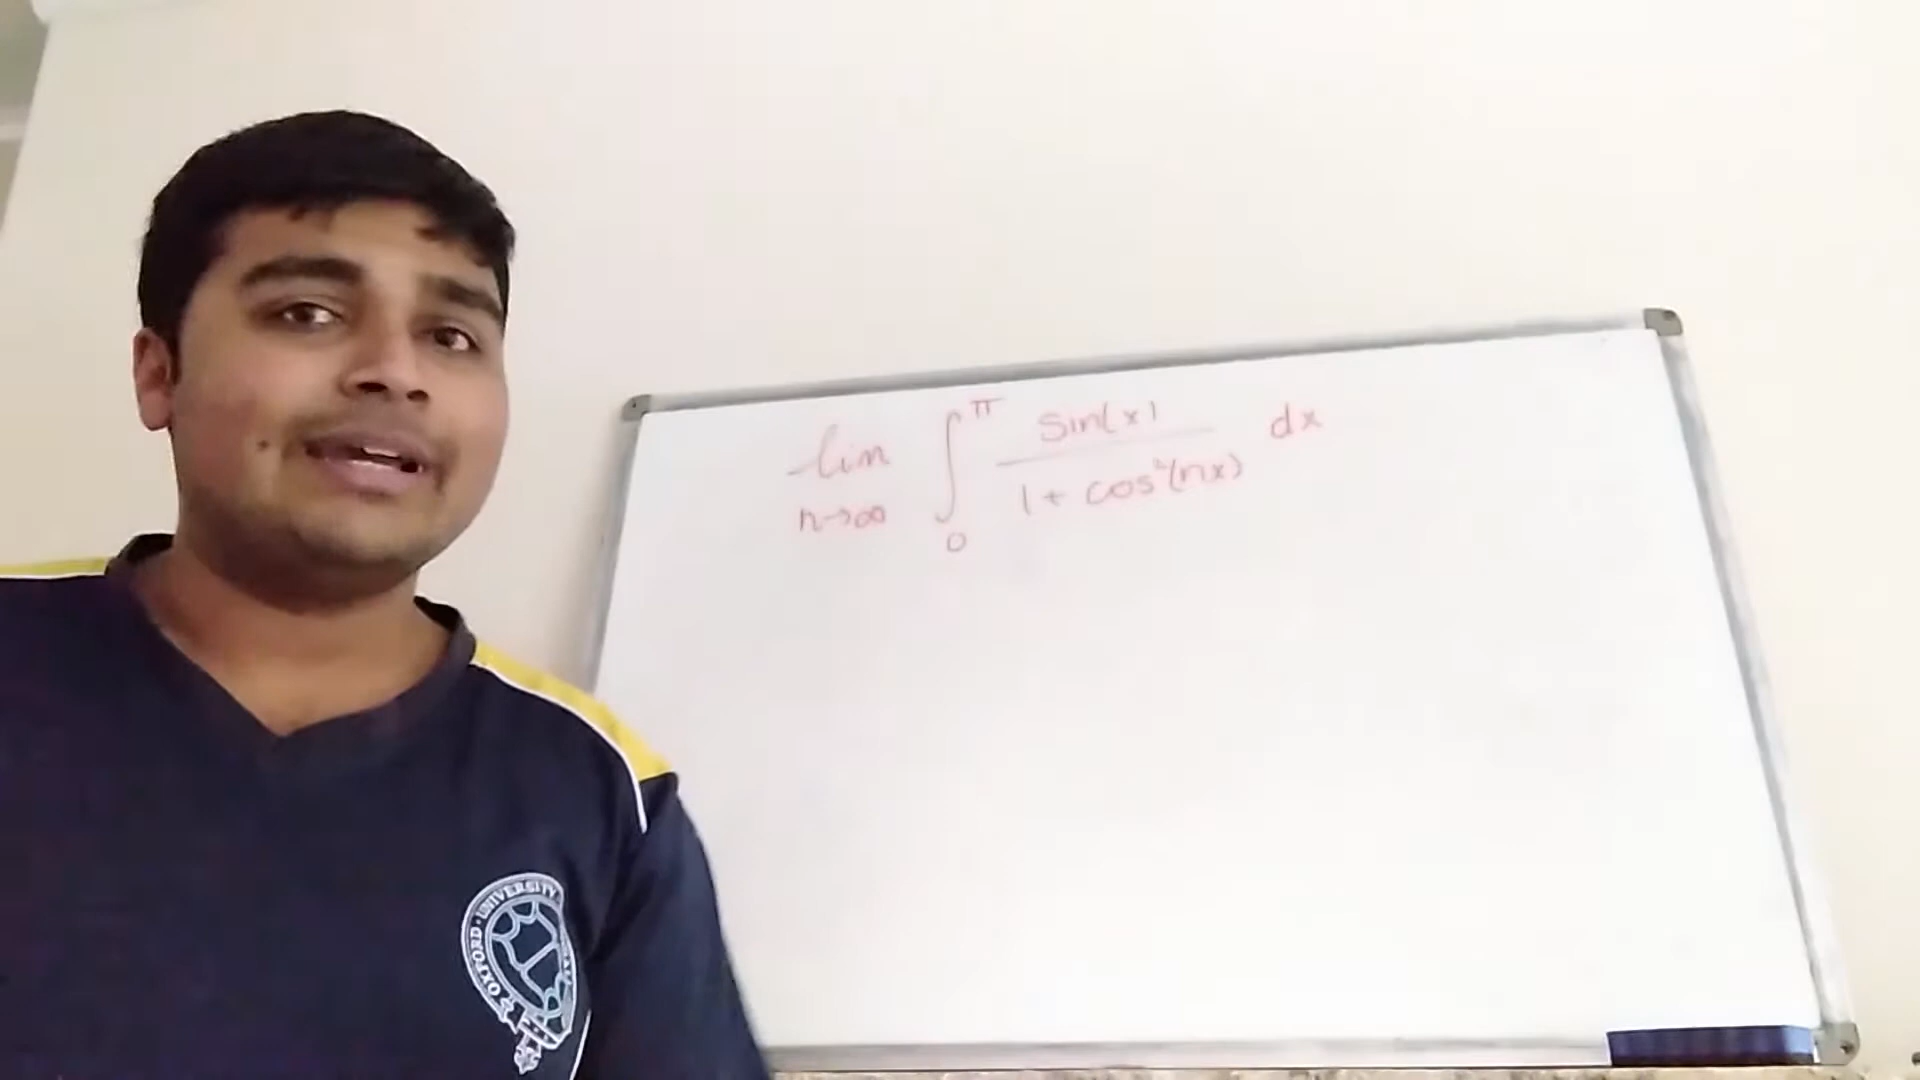 lim ∫₀^π sin(x) / (1 + cos²(nx)) dx
n→∞
OXFORD · UNIVERSITY